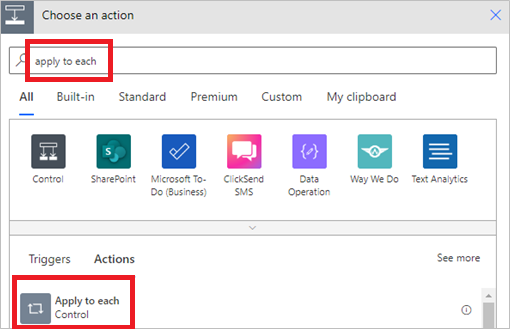 Choose an action
apply to each
All Built-in Standard Premium Custom My clipboard
Control SharePoint Microsoft To-Do (Business) ClickSend SMS Data Operation Way We Do Text Analytics
Triggers Actions See more
Apply to each
Control